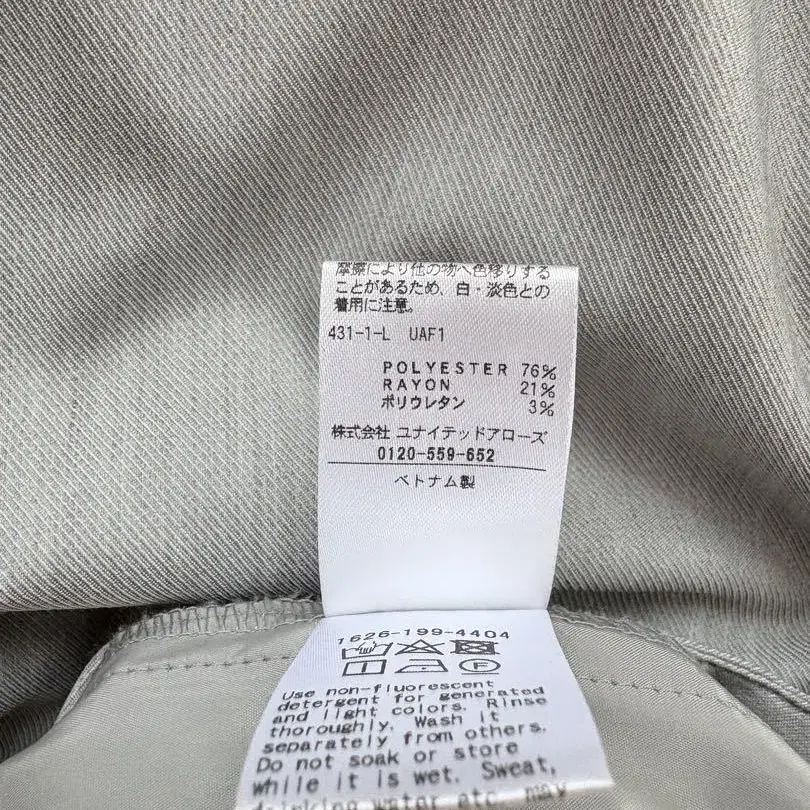 摩擦により他の物へ色移りする
ことがあるため、白・淡色との
着用に注意。
431-1-L UAF1
POLYESTER 76%
RAYON 21%
ポリウレタン 3%
株式会社 ユナイテッドアローズ
0120-559-652
ベトナム製
1626-199-4404
Use non-fluorescent
detergent for generated
and light colors. Rinse
thoroughly. Wash it
separately from others.
Do not soak or store
while it is wet. Sweat,
drinking water etc. may